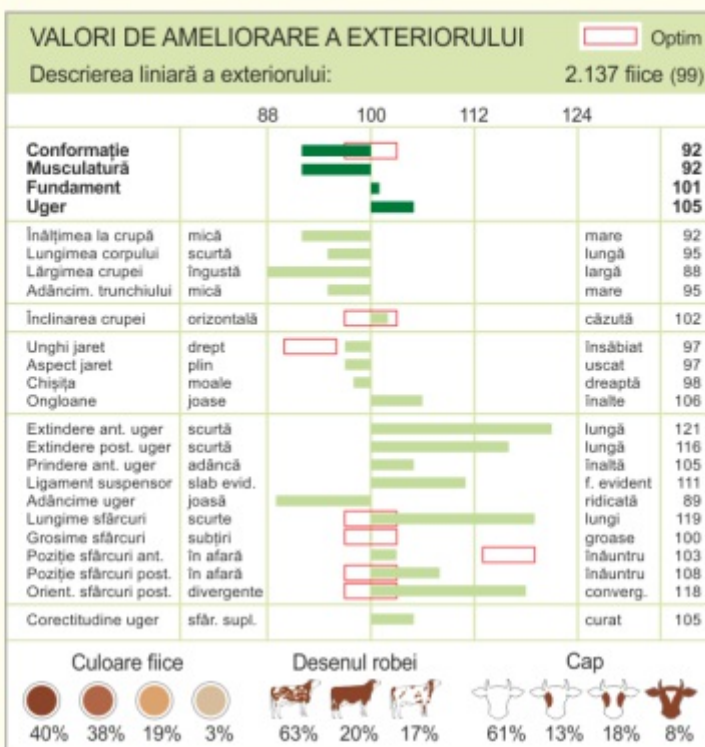 VALORI DE AMELIORARE A EXTERIORULUI Optim
Descrierea liniară a exteriorului: 2.137 fiice (99)
88 100 112 124
Conformație 92
Musculatură 92
Fundament 101
Uger 105
Înălțimea la crupă mică mare 92
Lungimea corpului scurtă lungă 95
Lărgimea crupei îngustă largă 88
Adâncim. trunchiului mică mare 95
Înclinarea crupei orizontală căzută 102
Unghi jaret drept însăbiat 97
Aspect jaret plin uscat 97
Chișița moale dreaptă 98
Ongloane joase înalte 106
Extindere ant. uger scurtă lungă 121
Extindere post. uger scurtă lungă 116
Prindere ant. uger adâncă înaltă 105
Ligament suspensor slab evid. f. evident 111
Adâncime uger joasă ridicată 89
Lungime sfârcuri scurte lungi 119
Grosime sfârcuri subțiri groase 100
Poziție sfârcuri ant. în afară înăuntru 103
Poziție sfârcuri post. în afară înăuntru 108
Orient. sfârcuri post. divergente converg. 118
Corectitudine uger sfâr. supl. curat 105
Culoare fiice Desenul robei Cap
40% 38% 19% 3% 63% 20% 17% 61% 13% 18% 8%